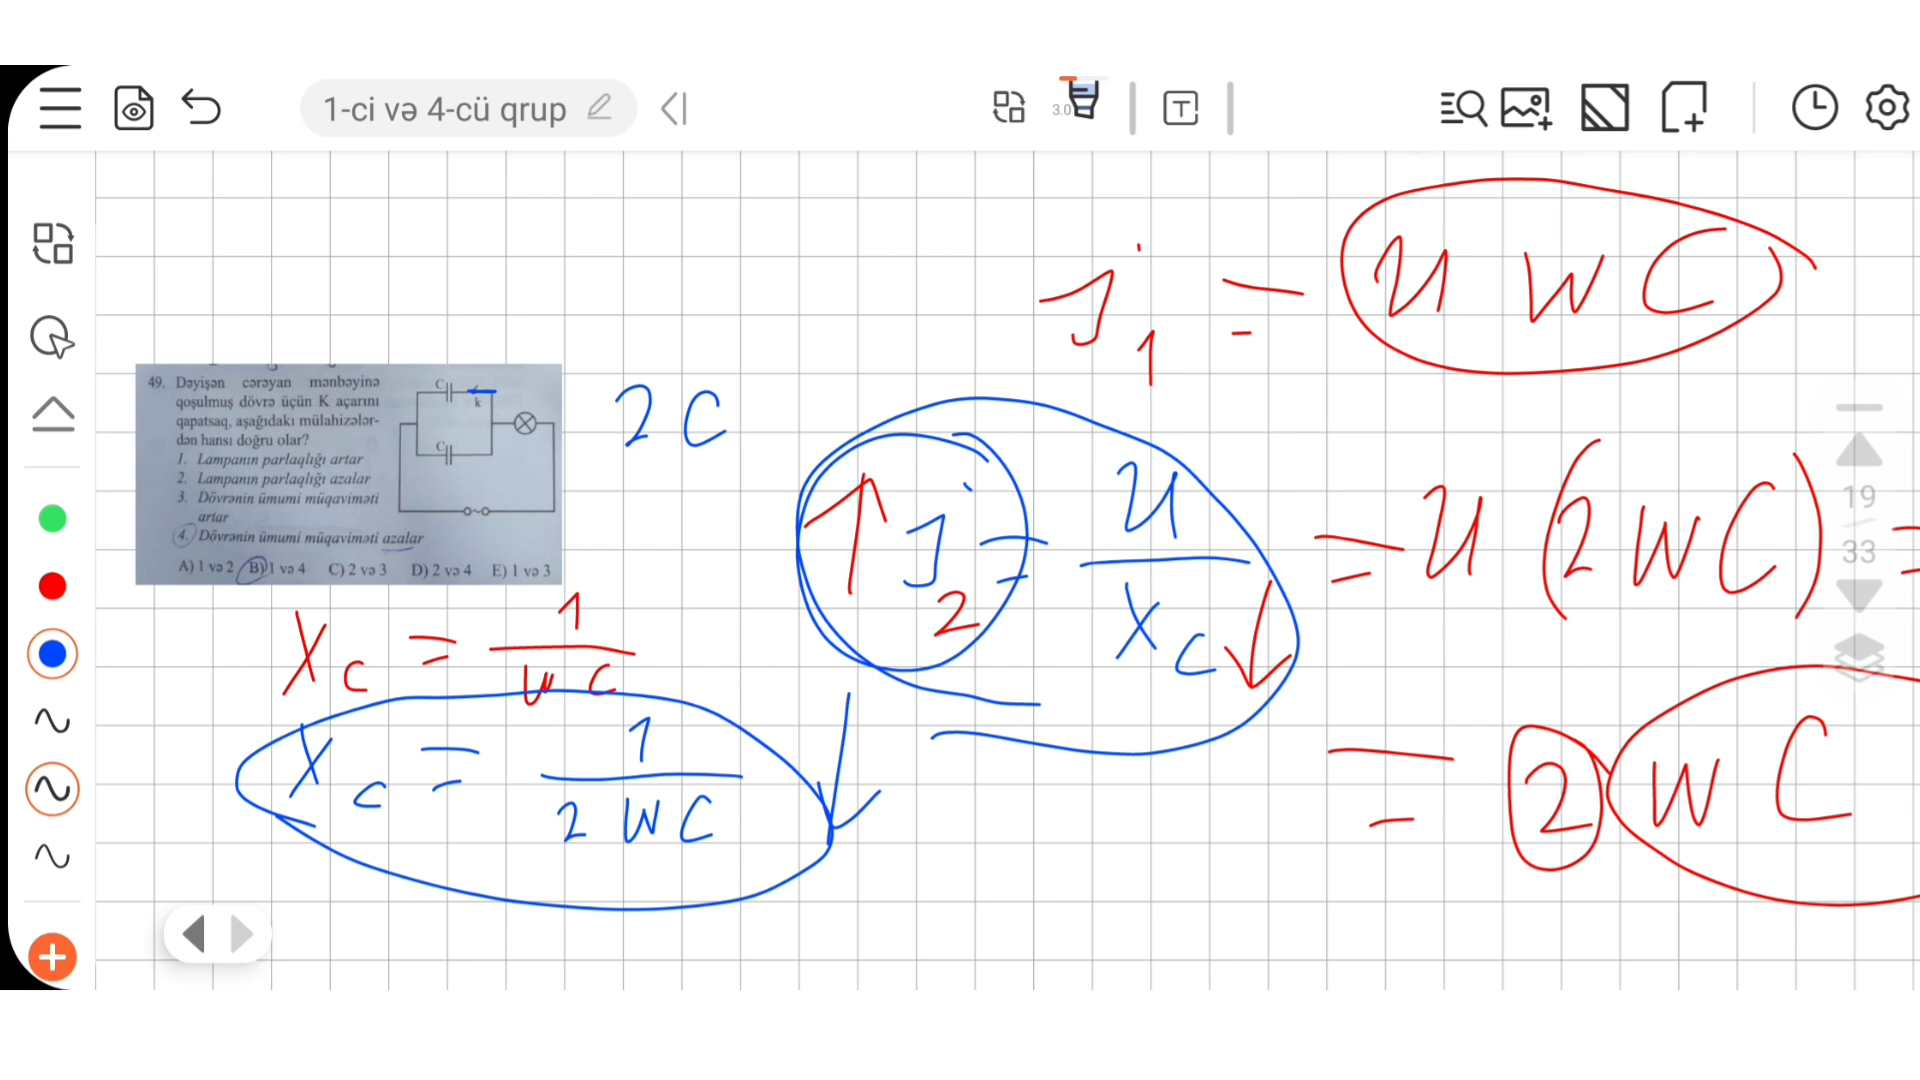 1-ci və 4-cü qrup
3.0
T
J1 = U W C
49. Dəyişən cərəyan mənbəyinə
qoşulmuş dövrə üçün K açarını
qapatsaq, aşağıdakı mülahizələr-
dən hansı doğru olar?
1. Lampanın parlaqlığı artar
2. Lampanın parlaqlığı azalar
3. Dövrənin ümumi müqaviməti
artar
4. Dövrənin ümumi müqaviməti azalar
A) 1 və 2 B) 1 və 4 C) 2 və 3 D) 2 və 4 E) 1 və 3
C
k
C
2C
↑ J2 = U / XC ↓ = U (2WC) =
19
33
XC = 1 / WC
XC = 1 / 2WC ↓
= 2 W C